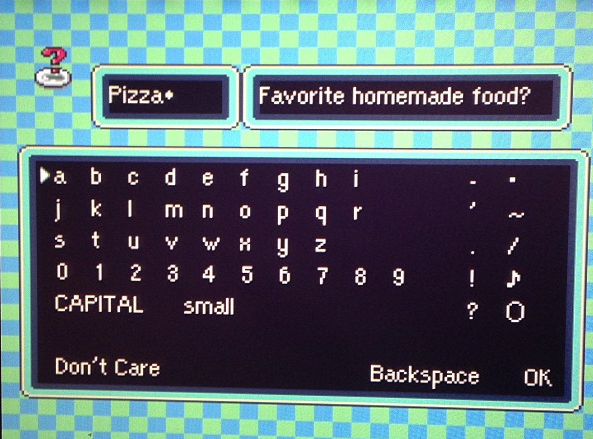 Pizza•
Favorite homemade food?
a b c d e f g h i - ·
j k l m n o p q r ' ~
s t u v w x y z . /
0 1 2 3 4 5 6 7 8 9 ! ♪
CAPITAL small ? ○
Don't Care Backspace OK